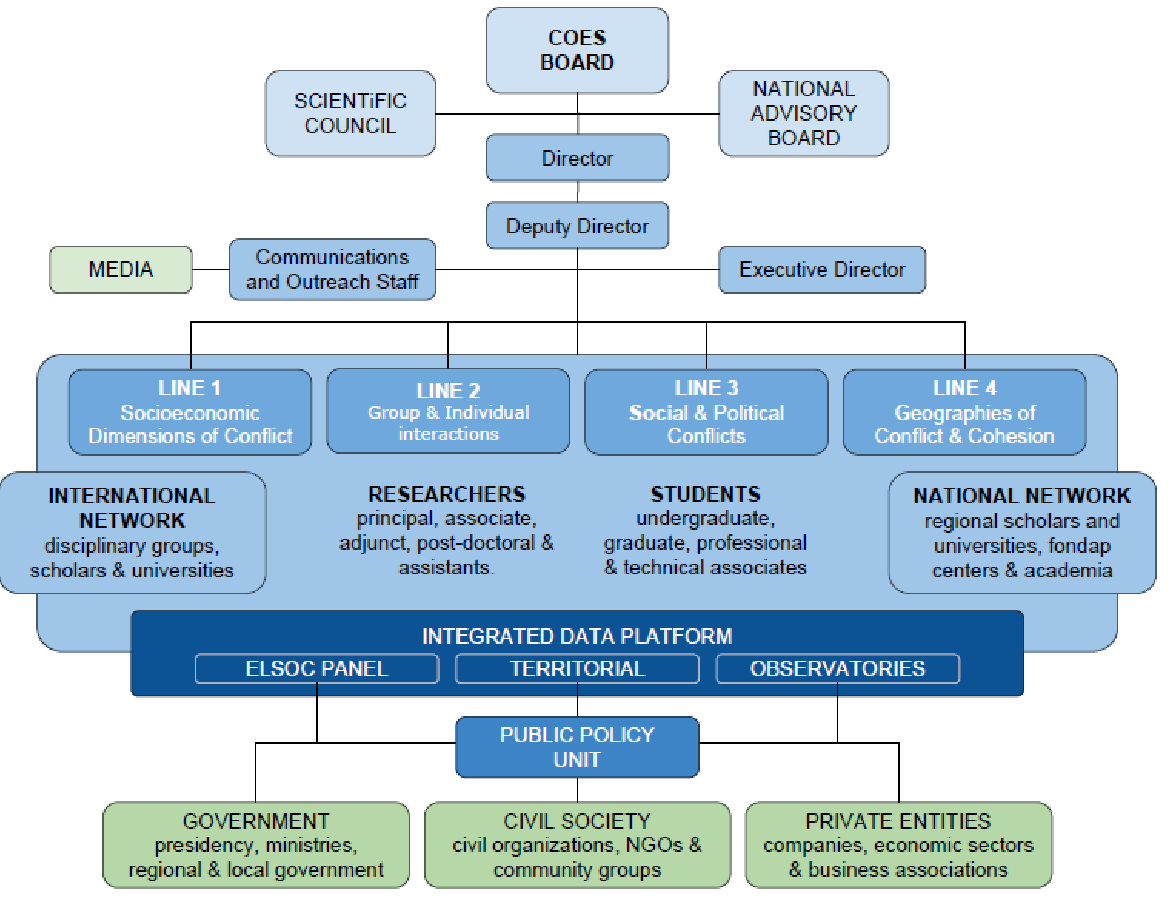 COES
BOARD
SCIENTiFIC
COUNCIL
NATIONAL
ADVISORY
BOARD
Director
Deputy Director
MEDIA
Communications
and Outreach Staff
Executive Director
LINE 1
Socioeconomic
Dimensions of Conflict
LINE 2
Group & Individual
interactions
LINE 3
Social & Political
Conflicts
LINE 4
Geographies of
Conflict & Cohesion
INTERNATIONAL
NETWORK
disciplinary groups,
scholars & universities
RESEARCHERS
principal, associate,
adjunct, post-doctoral &
assistants.
STUDENTS
undergraduate,
graduate, professional
& technical associates
NATIONAL NETWORK
regional scholars and
universities, fondap
centers & academia
INTEGRATED DATA PLATFORM
ELSOC PANEL
TERRITORIAL
OBSERVATORIES
PUBLIC POLICY
UNIT
GOVERNMENT
presidency, ministries,
regional & local government
CIVIL SOCIETY
civil organizations, NGOs &
community groups
PRIVATE ENTITIES
companies, economic sectors
& business associations